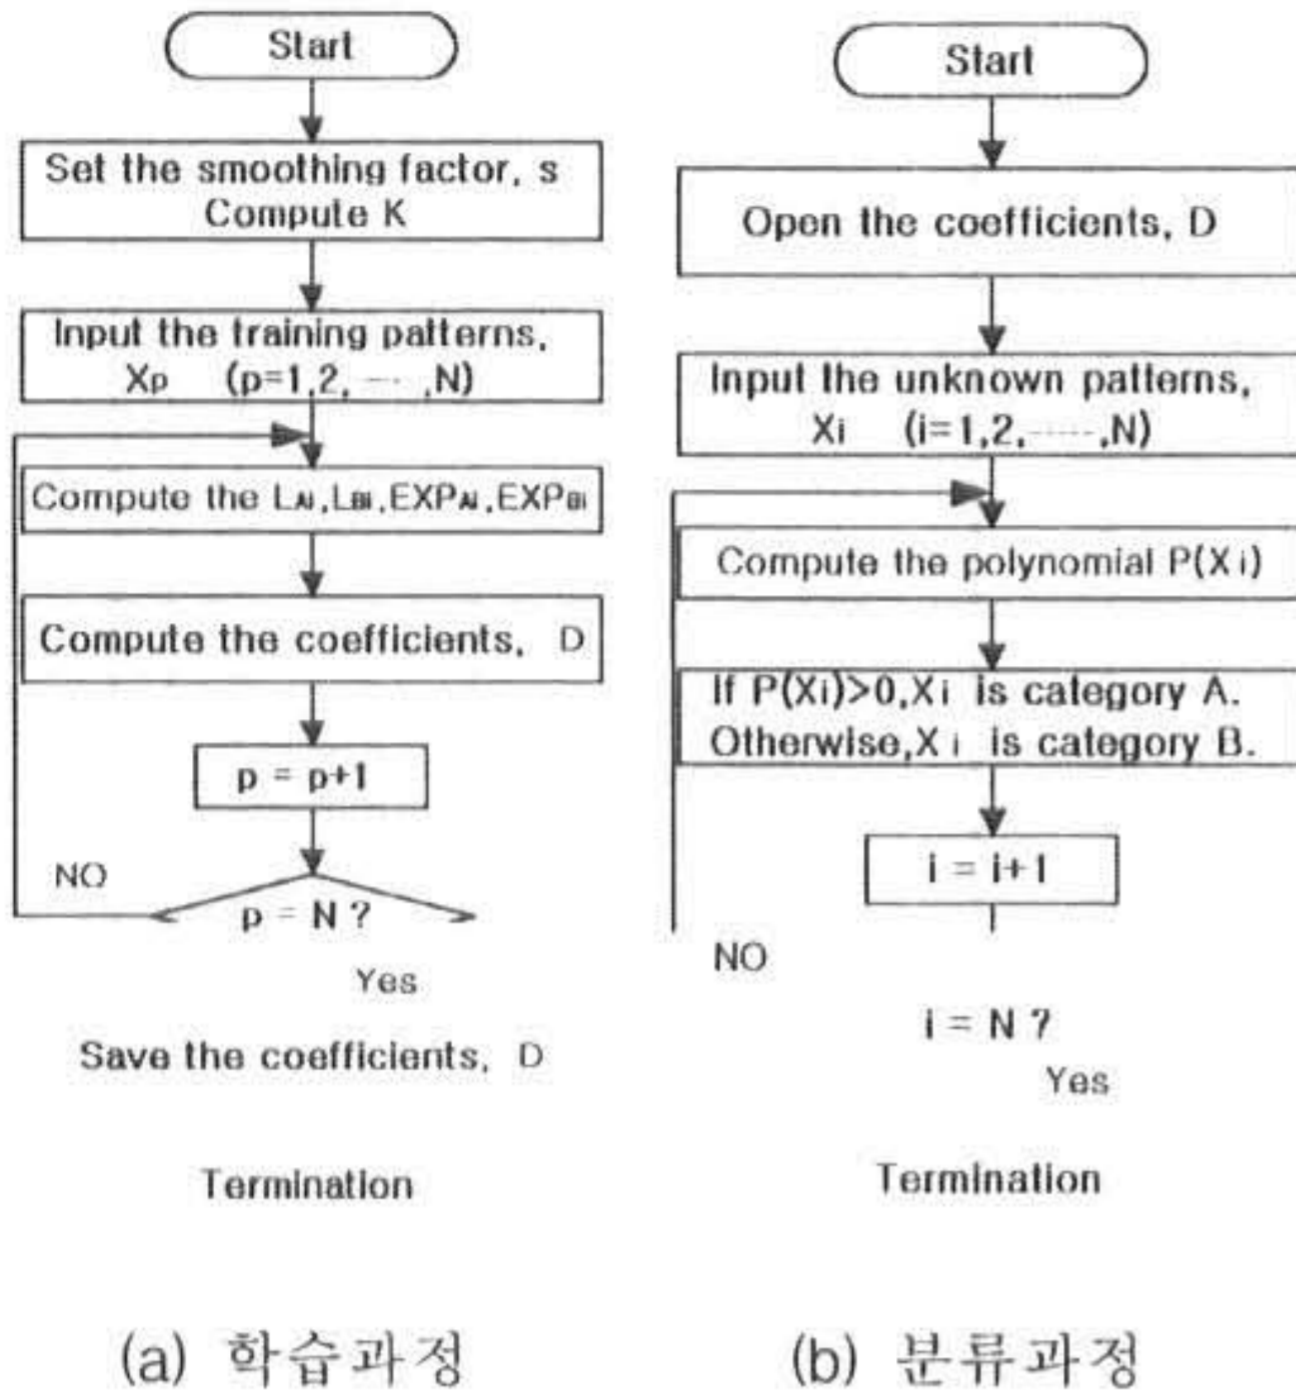 Start
Set the smoothing factor, s
Compute K
Input the training patterns,
Xp (p=1,2, ··· ,N)
Compute the LAi,LBi,EXPAi,EXPBi
Compute the coefficients, D
p = p+1
NO
p = N ?
Yes
Save the coefficients, D
Termination
(a) 학습과정
Start
Open the coefficients, D
Input the unknown patterns,
Xi (i=1,2,·····,N)
Compute the polynomial P(Xi)
If P(Xi)>0,Xi is category A.
Otherwise,Xi is category B.
i = i+1
NO
i = N ?
Yes
Termination
(b) 분류과정